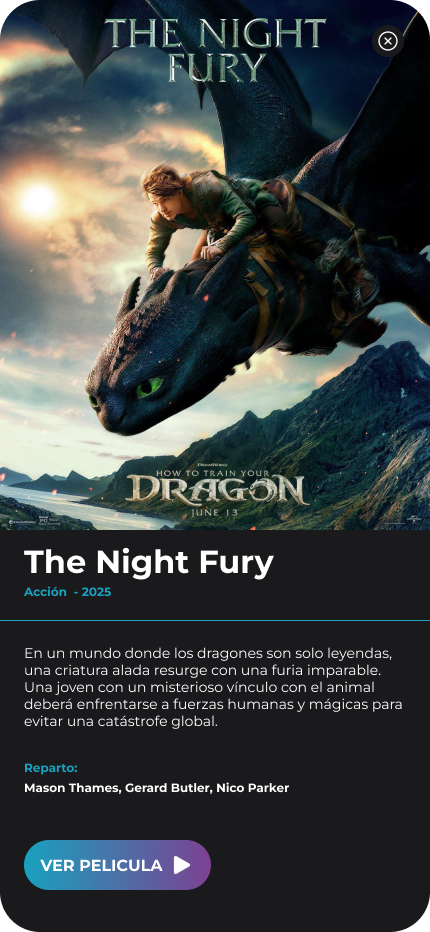 THE NIGHT
FURY
DREAMWORKS
HOW TO TRAIN YOUR
DRAGON
JUNE 13
The Night Fury
Acción - 2025
En un mundo donde los dragones son solo leyendas,
una criatura alada resurge con una furia imparable.
Una joven con un misterioso vínculo con el animal
deberá enfrentarse a fuerzas humanas y mágicas para
evitar una catástrofe global.
Reparto:
Mason Thames, Gerard Butler, Nico Parker
VER PELICULA